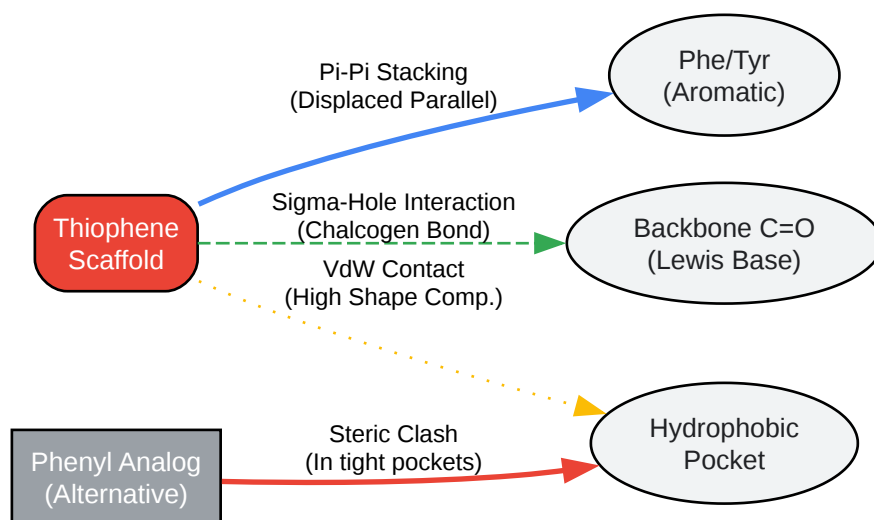 Pi-Pi Stacking
(Displaced Parallel)
Phe/Tyr
(Aromatic)
Thiophene
Scaffold
Sigma-Hole Interaction
(Chalcogen Bond)
Backbone C=O
(Lewis Base)
VdW Contact
(High Shape Comp.)
Phenyl Analog
(Alternative)
Steric Clash
(In tight pockets)
Hydrophobic
Pocket